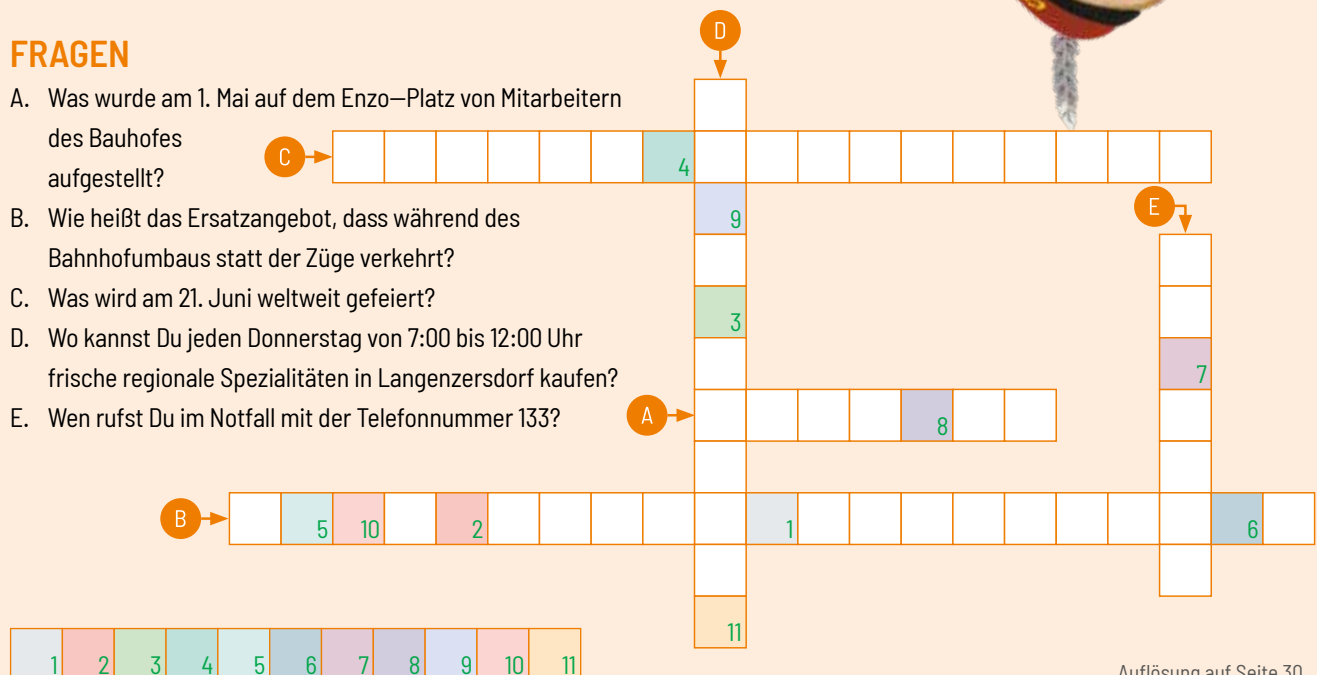 FRAGEN
A. Was wurde am 1. Mai auf dem Enzo—Platz von Mitarbeitern
des Bauhofes
aufgestellt?
B. Wie heißt das Ersatzangebot, dass während des
Bahnhofumbaus statt der Züge verkehrt?
C. Was wird am 21. Juni weltweit gefeiert?
D. Wo kannst Du jeden Donnerstag von 7:00 bis 12:00 Uhr
frische regionale Spezialitäten in Langenzersdorf kaufen?
E. Wen rufst Du im Notfall mit der Telefonnummer 133?
D
C
4
9
E
3
7
A
8
B
5 10 2 1 6
11
1 2 3 4 5 6 7 8 9 10 11
Auflösung auf Seite 30